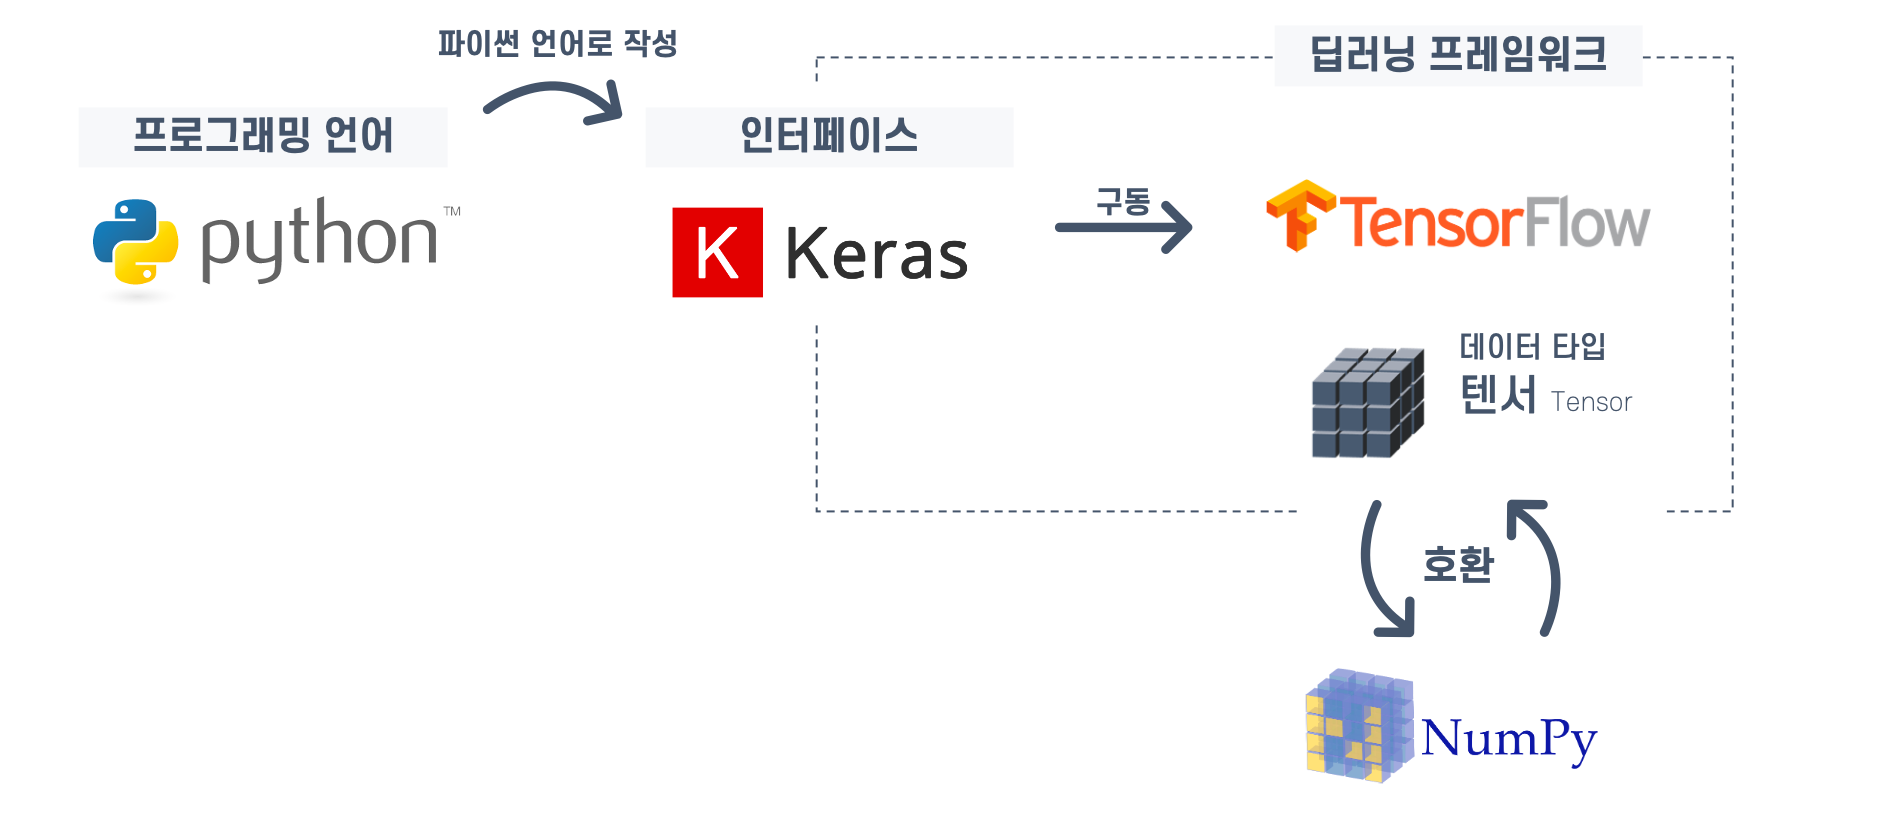 파이썬 언어로 작성
딥러닝 프레임워크
프로그래밍 언어
인터페이스
python™
K Keras
구동
TensorFlow
데이터 타입
텐서 Tensor
호환
NumPy